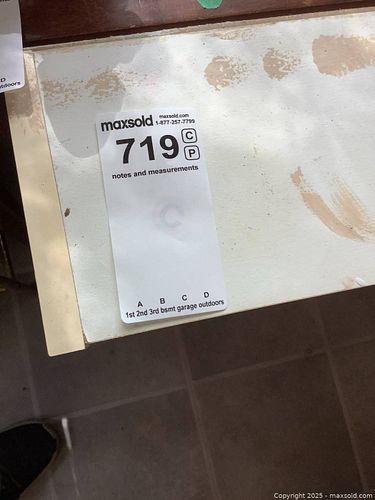 D
tdoors
maxsold maxsold.com
1-877-257-7799
719 C
P
notes and measurements
C
A B C D
1st 2nd 3rd bsmt garage outdoors
Copyright © 2025 - maxsold.com